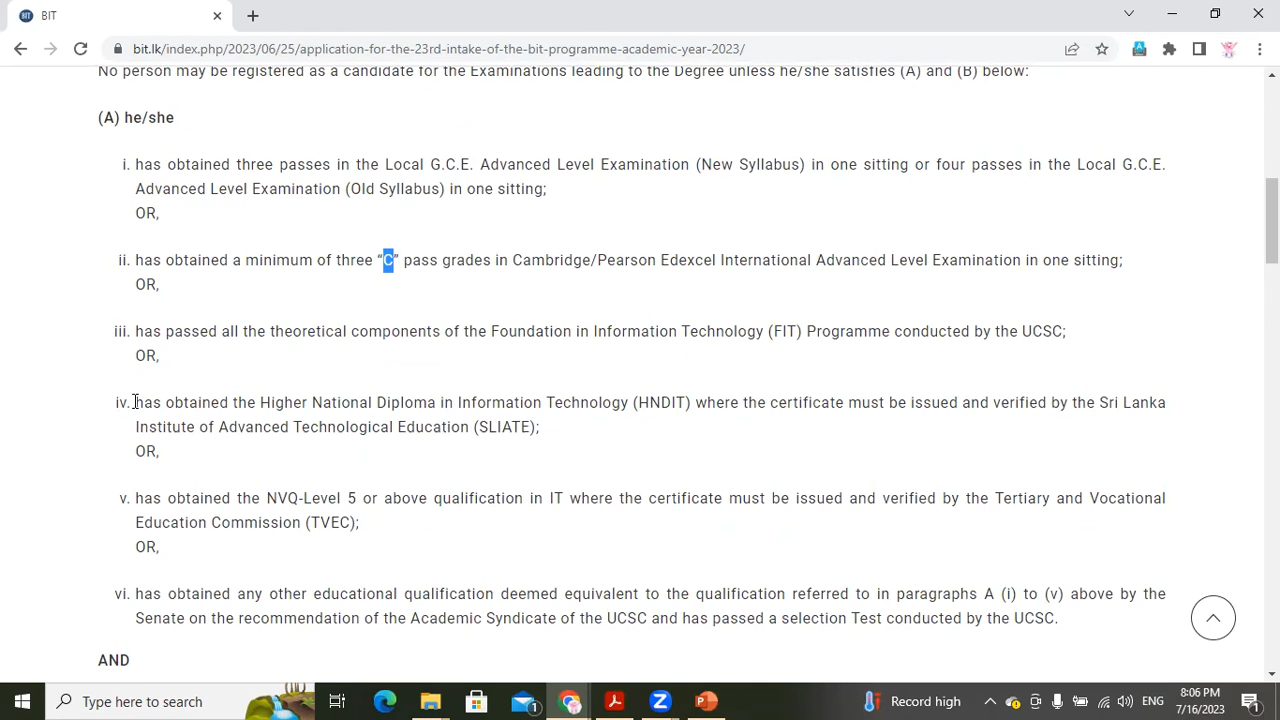 BIT
bit.lk/index.php/2023/06/25/application-for-the-23rd-intake-of-the-bit-programme-academic-year-2023/
No person may be registered as a candidate for the Examinations leading to the Degree unless he/she satisfies (A) and (B) below:
(A) he/she
i. has obtained three passes in the Local G.C.E. Advanced Level Examination (New Syllabus) in one sitting or four passes in the Local G.C.E.
Advanced Level Examination (Old Syllabus) in one sitting;
OR,
ii. has obtained a minimum of three “C” pass grades in Cambridge/Pearson Edexcel International Advanced Level Examination in one sitting;
OR,
iii. has passed all the theoretical components of the Foundation in Information Technology (FIT) Programme conducted by the UCSC;
OR,
iv. has obtained the Higher National Diploma in Information Technology (HNDIT) where the certificate must be issued and verified by the Sri Lanka
Institute of Advanced Technological Education (SLIATE);
OR,
v. has obtained the NVQ-Level 5 or above qualification in IT where the certificate must be issued and verified by the Tertiary and Vocational
Education Commission (TVEC);
OR,
vi. has obtained any other educational qualification deemed equivalent to the qualification referred to in paragraphs A (i) to (v) above by the
Senate on the recommendation of the Academic Syndicate of the UCSC and has passed a selection Test conducted by the UCSC.
AND
Type here to search
Record high
ENG
8:06 PM
7/16/2023